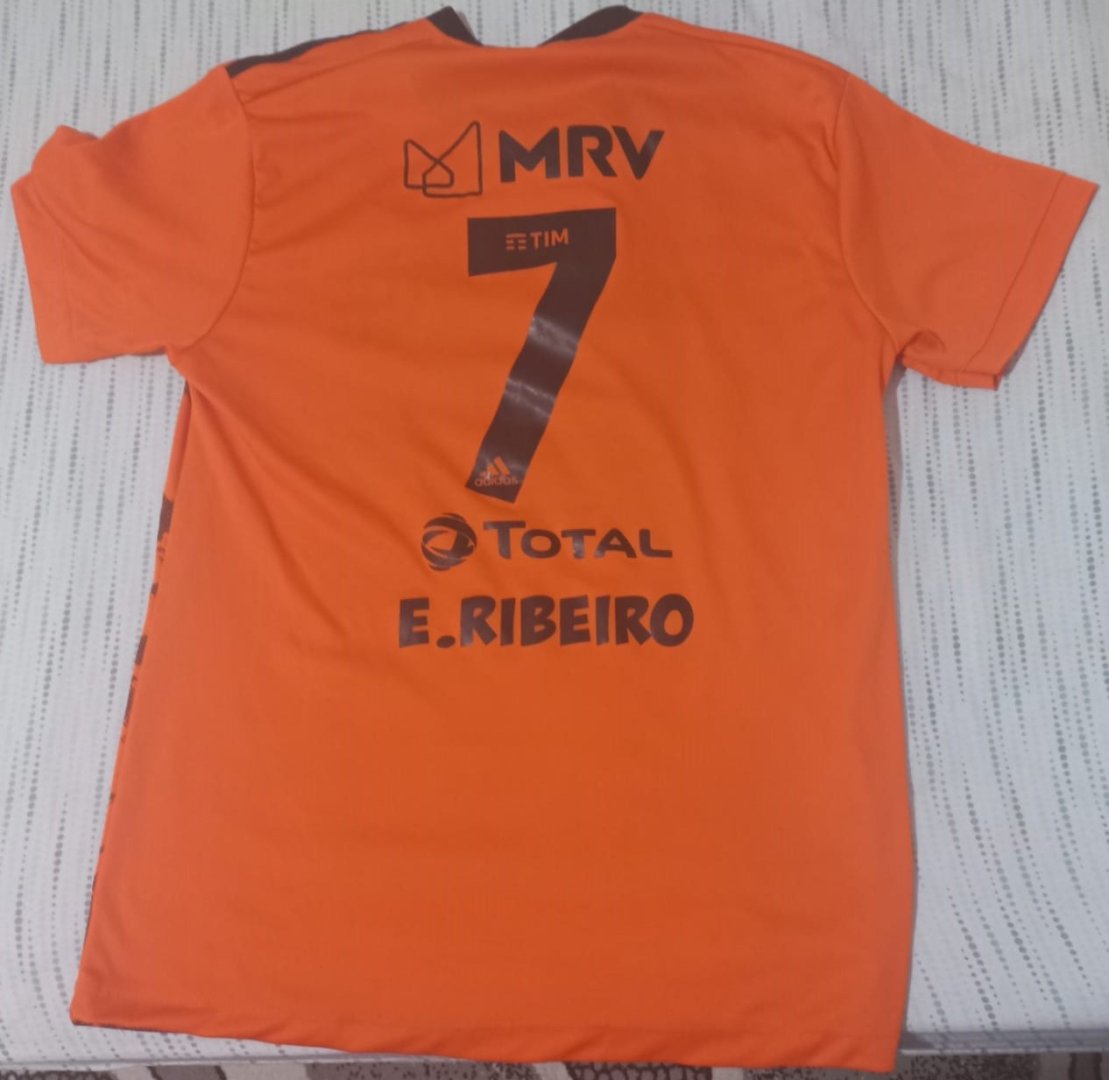 MRV
TIM
7
adidas
TOTAL
E.RIBEIRO